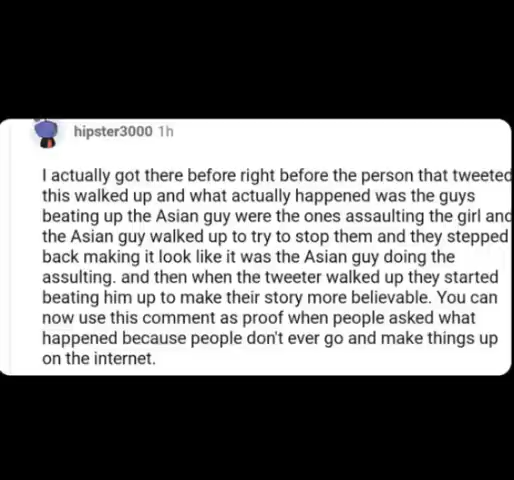 hipster3000 1h
I actually got there before right before the person that tweeted
this walked up and what actually happened was the guys
beating up the Asian guy were the ones assaulting the girl and
the Asian guy walked up to try to stop them and they stepped
back making it look like it was the Asian guy doing the
assulting. and then when the tweeter walked up they started
beating him up to make their story more believable. You can
now use this comment as proof when people asked what
happened because people don't ever go and make things up
on the internet.